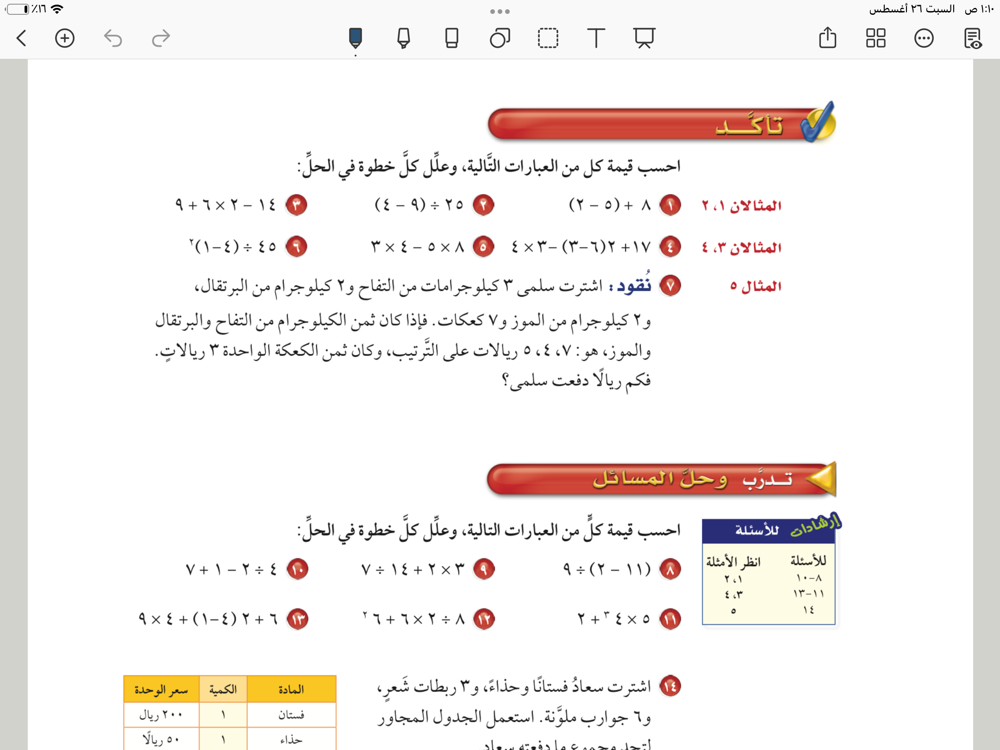 ١:١٠ ص السبت ٢٦ أغسطس
٪١٦
تأكَّد
احسب قيمة كل من العبارات التَّالية، وعلِّل كلَّ خطوة في الحلِّ:
المثالان ١، ٢ ١ ٨ + (٥ − ٢) ٢ ٢٥ ÷ (٩ − ٤) ٣ ١٤ − ٢ × ٦ + ٩
المثالان ٣، ٤ ٤ ١٧+ ٢(٦−٣) −٣ × ٤ ٥ ٨ × ٥ − ٤ × ٣ ٦ ٤٥ ÷ (٤−١)²
المثال ٥ ٧ نُقود: اشترت سلمى ٣ كيلوجرامات من التفاح و٢ كيلوجرام من البرتقال،
و٢ كيلوجرام من الموز و٧ كعكات. فإذا كان ثمن الكيلوجرام من التفاح والبرتقال
والموز، هو: ٧، ٤، ٥ ريالات على التَّرتيب، وكان ثمن الكعكة الواحدة ٣ ريالاتٍ.
فكم ريالًا دفعت سلمى؟
تدرَّب وحلَّ المسائل
احسب قيمة كلٍّ من العبارات التالية، وعلِّل كلَّ خطوة في الحلِّ:
٨ (١١ − ٢) ÷ ٩ ٩ ٣ × ٢ + ١٤ ÷ ٧ ١٠ ٤ ÷ ٢ − ١ + ٧
١١ ٥ × ٤³ + ٢ ١٢ ٨ ÷ ٢ × ٦ + ٦² ١٣ ٦ + ٢ (٤−١) + ٤ × ٩
إرشادات للأسئلة
للأسئلة انظر الأمثلة
٨−١٠ ١، ٢
١١−١٣ ٣، ٤
١٤ ٥
١٤ اشترت سعادُ فستانًا وحذاءً، و٣ ربطات شَعرٍ،
و٦ جوارب ملوَّنة. استعمل الجدول المجاور
لتجد مجموع ما دفعته سعاد.
المادة الكمية سعر الوحدة
فستان ١ ٢٠٠ ريال
حذاء ١ ٥٠ ريالًا